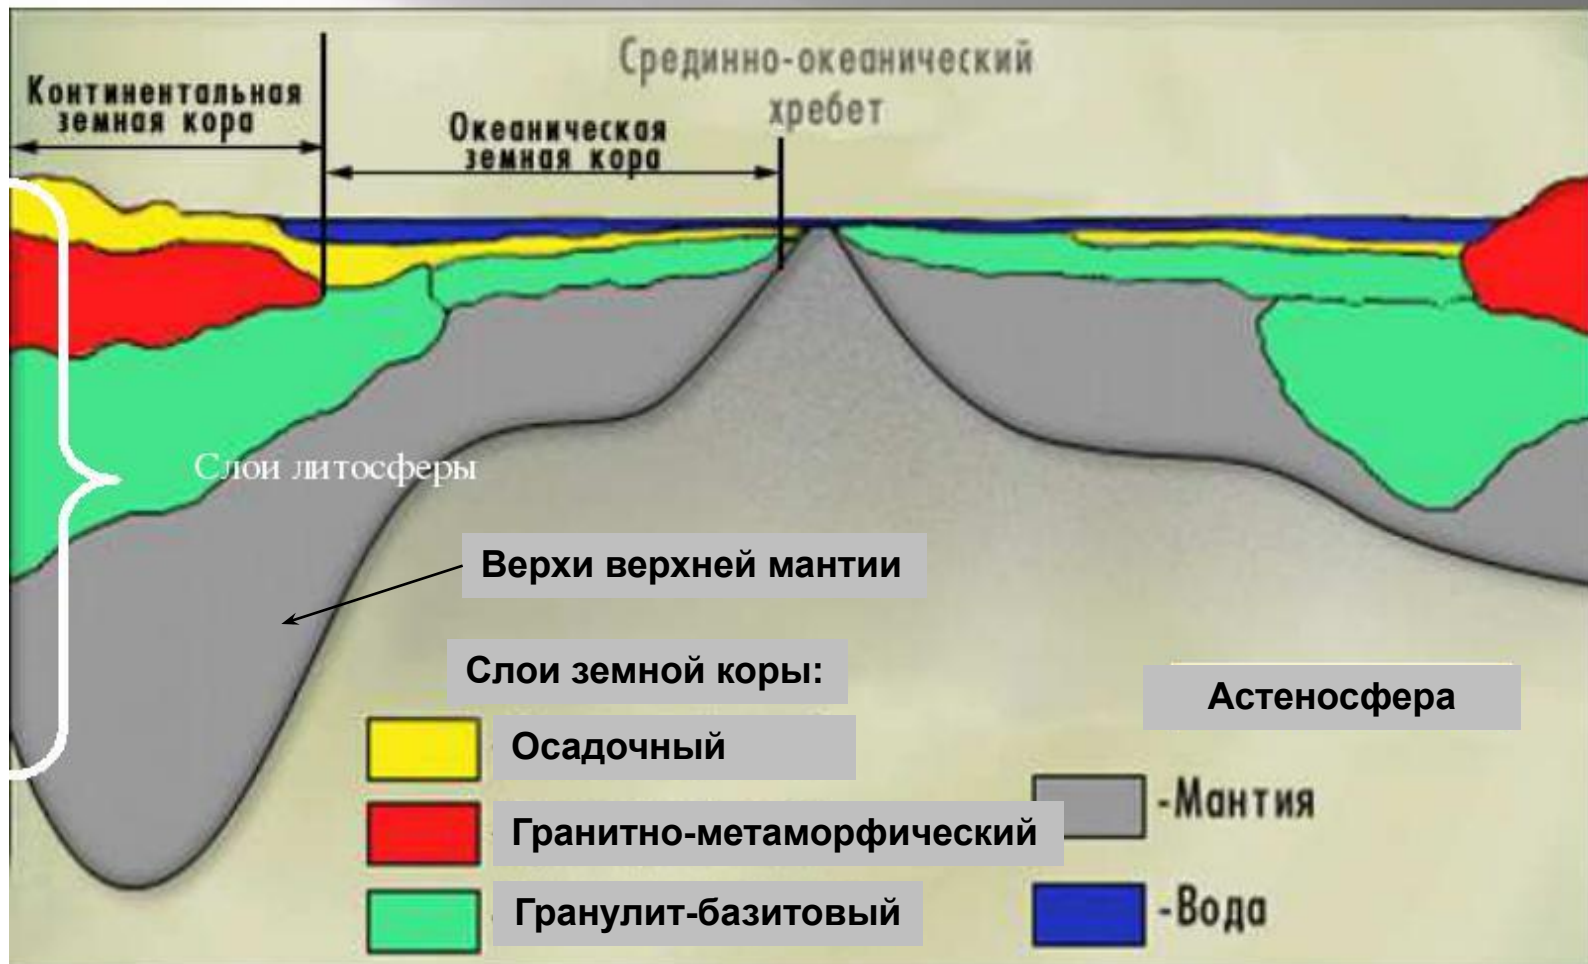 Срединно-океанический
хребет
Континентальная
земная кора
Океаническая
земная кора
Слои литосферы
Верхи верхней мантии
Слои земной коры:
Астеносфера
Осадочный
Гранитно-метаморфический
Гранулит-базитовый
-Мантия
-Вода